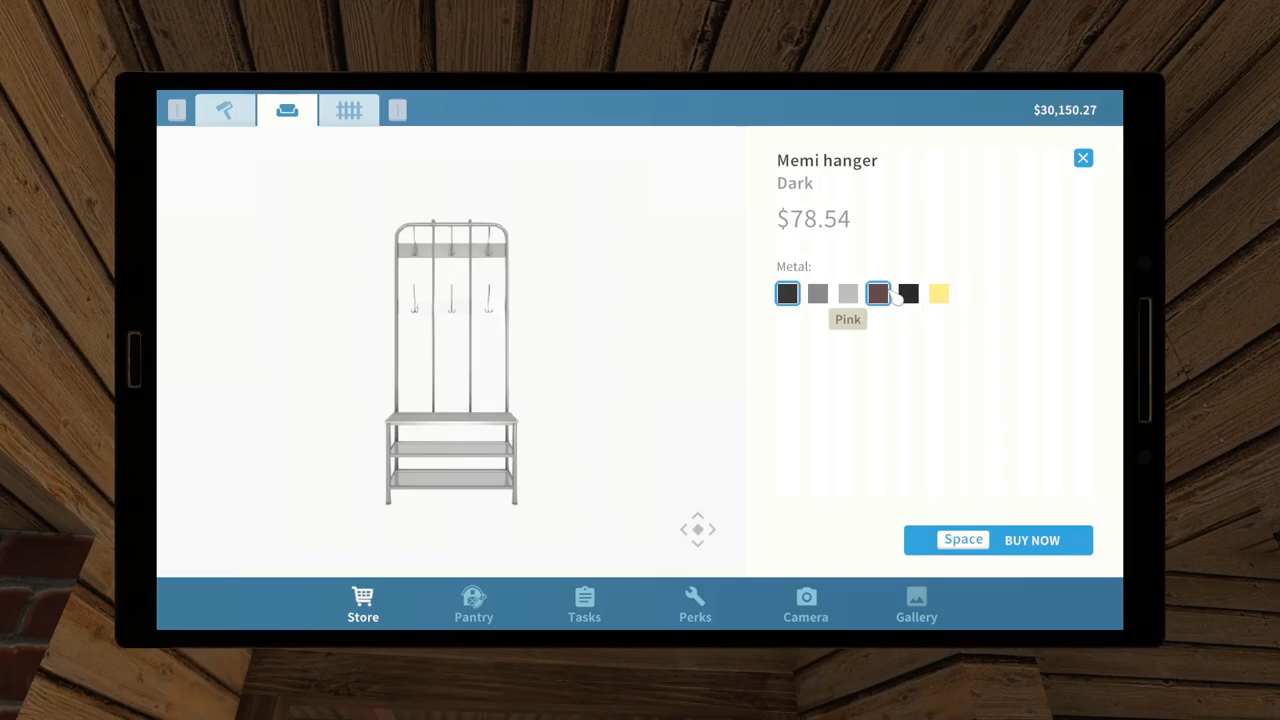 $30,150.27
Memi hanger
Dark
$78.54
Metal:
Pink
Space BUY NOW
Store
Pantry
Tasks
Perks
Camera
Gallery